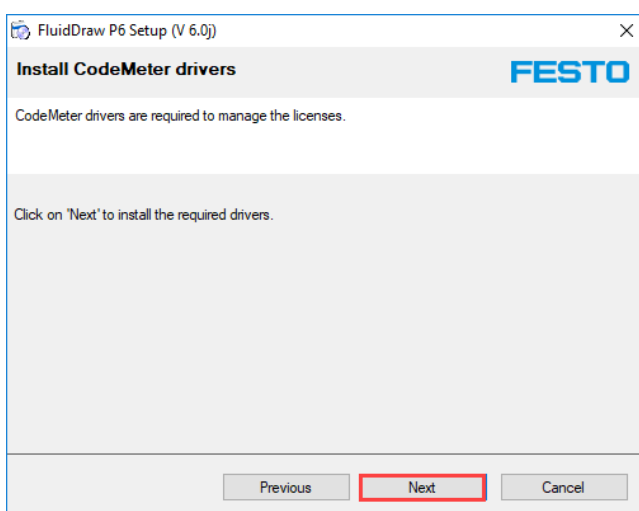 FluidDraw P6 Setup (V 6.0j)
Install CodeMeter drivers
FESTO
CodeMeter drivers are required to manage the licenses.
Click on 'Next' to install the required drivers.
Previous Next Cancel